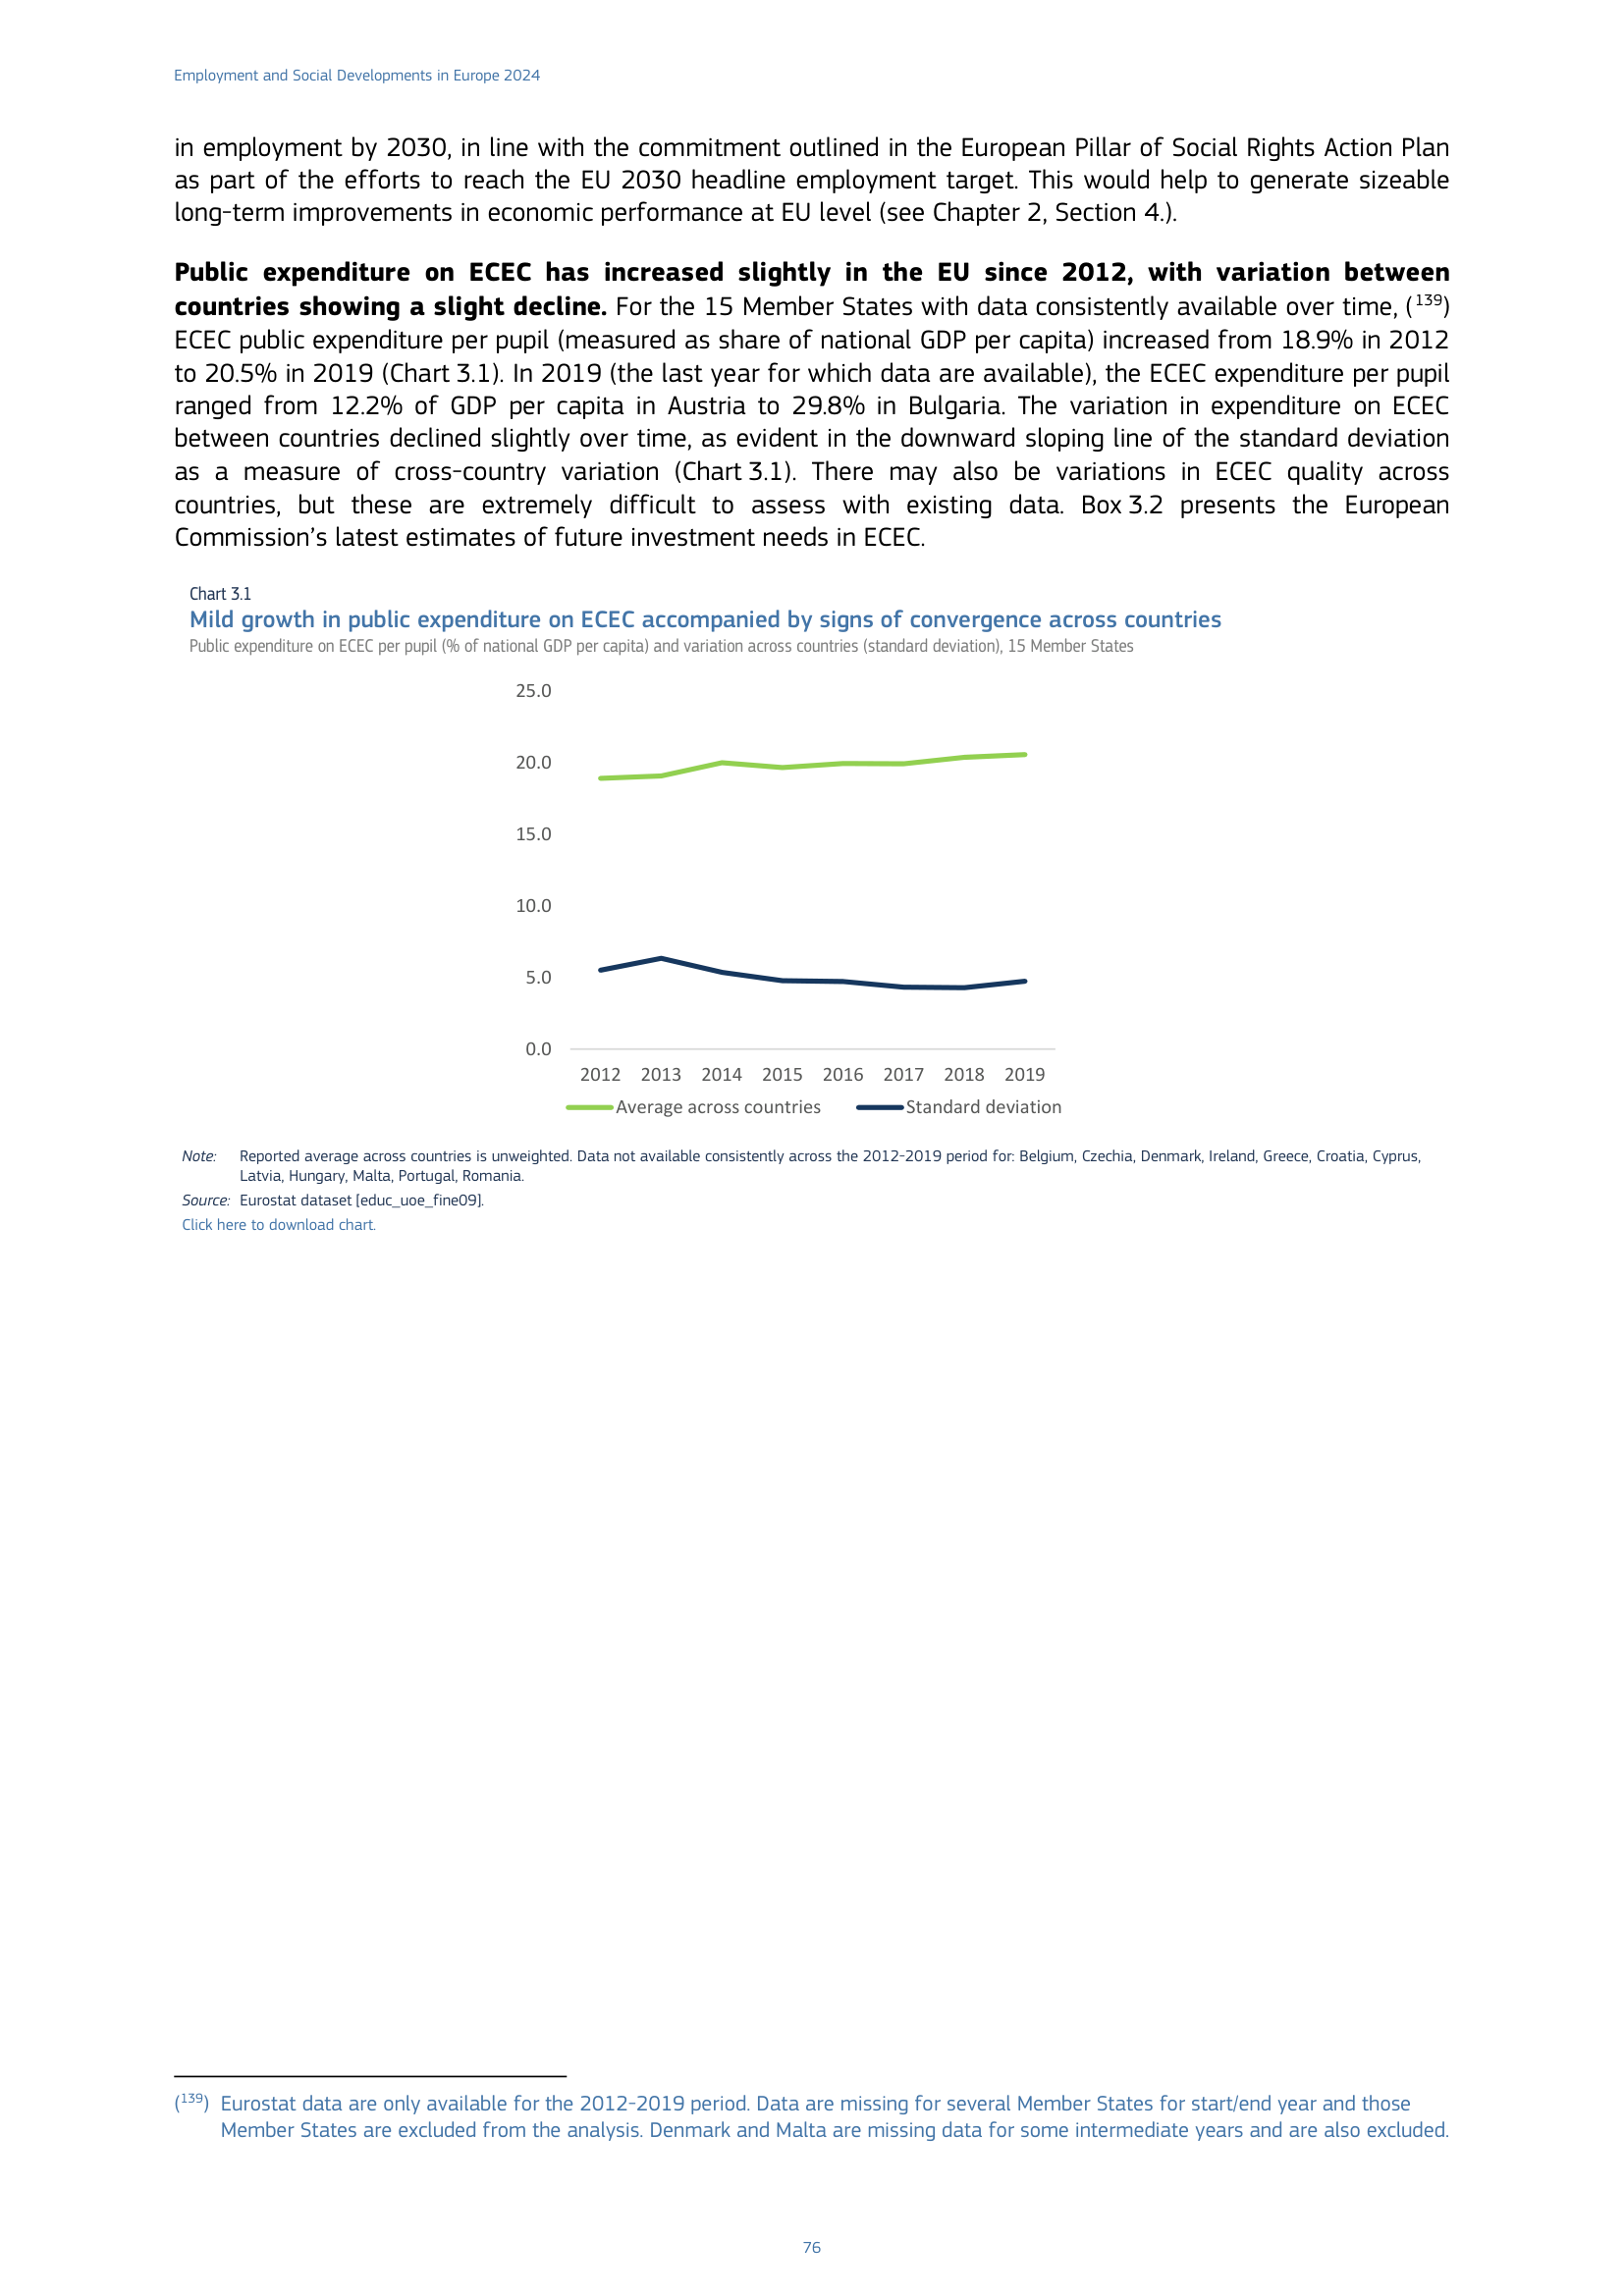 Employment and Social Developments in Europe 2024
in employment by 2030, in line with the commitment outlined in the European Pillar of Social Rights Action Plan
as part of the efforts to reach the EU 2030 headline employment target. This would help to generate sizeable
long-term improvements in economic performance at EU level (see Chapter 2, Section 4.).
Public expenditure on ECEC has increased slightly in the EU since 2012, with variation between
countries showing a slight decline. For the 15 Member States with data consistently available over time, (139)
ECEC public expenditure per pupil (measured as share of national GDP per capita) increased from 18.9% in 2012
to 20.5% in 2019 (Chart 3.1). In 2019 (the last year for which data are available), the ECEC expenditure per pupil
ranged from 12.2% of GDP per capita in Austria to 29.8% in Bulgaria. The variation in expenditure on ECEC
between countries declined slightly over time, as evident in the downward sloping line of the standard deviation
as a measure of cross-country variation (Chart 3.1). There may also be variations in ECEC quality across
countries, but these are extremely difficult to assess with existing data. Box 3.2 presents the European
Commission's latest estimates of future investment needs in ECEC.
Chart 3.1
Mild growth in public expenditure on ECEC accompanied by signs of convergence across countries
Public expenditure on ECEC per pupil (% of national GDP per capita) and variation across countries (standard deviation), 15 Member States
25.0
20.0
15.0
10.0
5.0
0.0
2012 2013 2014 2015 2016 2017 2018 2019
Average across countries Standard deviation
Note: Reported average across countries is unweighted. Data not available consistently across the 2012-2019 period for: Belgium, Czechia, Denmark, Ireland, Greece, Croatia, Cyprus,
Latvia, Hungary, Malta, Portugal, Romania.
Source: Eurostat dataset [educ_uoe_fine09].
Click here to download chart.
(139) Eurostat data are only available for the 2012-2019 period. Data are missing for several Member States for start/end year and those
Member States are excluded from the analysis. Denmark and Malta are missing data for some intermediate years and are also excluded.
76